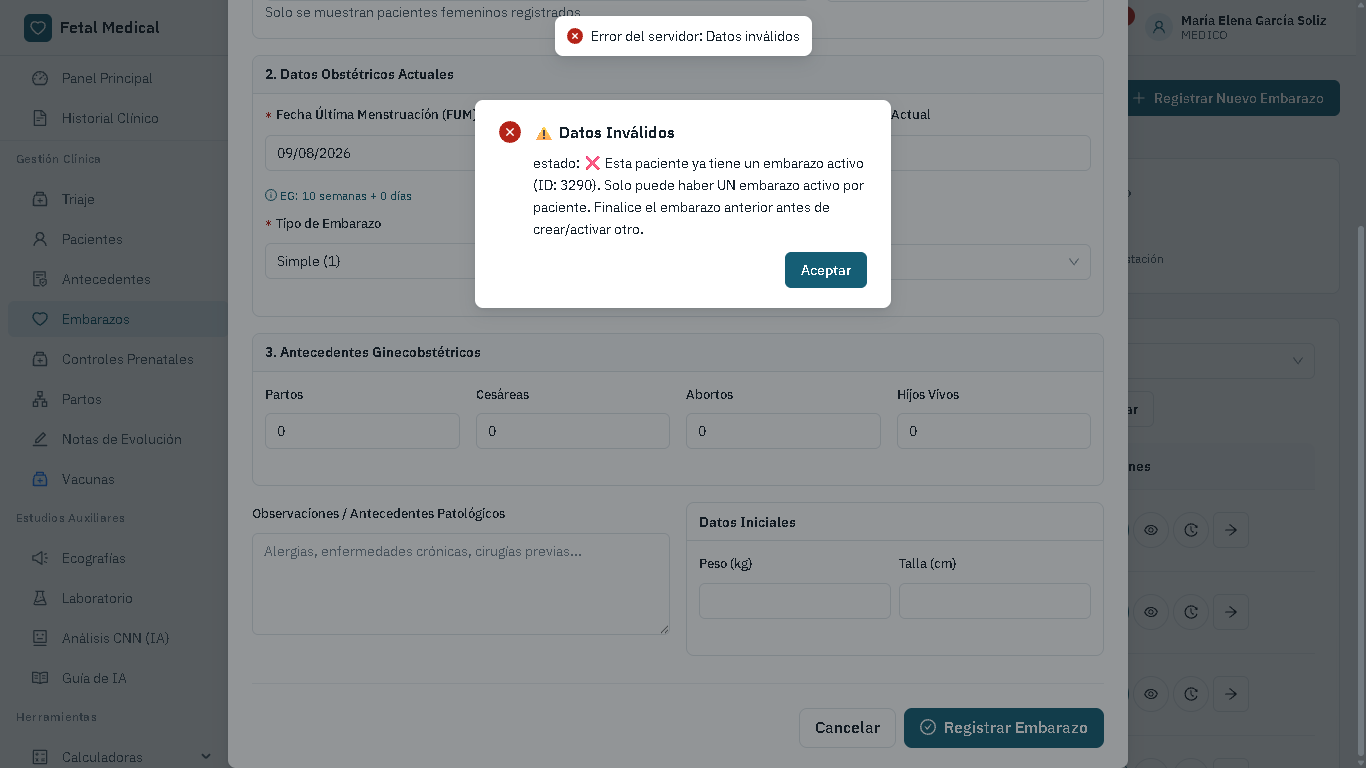 Fetal Medical
Panel Principal
Historial Clínico
Gestión Clínica
Triaje
Pacientes
Antecedentes
Embarazos
Controles Prenatales
Partos
Notas de Evolución
Vacunas
Estudios Auxiliares
Ecografías
Laboratorio
Análisis CNN (IA)
Guía de IA
Herramientas
Calculadoras
María Elena García Soliz
MEDICO
Registrar Nuevo Embarazo
Solo se muestran pacientes femeninos registrados
Error del servidor: Datos inválidos
2. Datos Obstétricos Actuales
* Fecha Última Menstruación (FUM)
Actual
09/08/2026
EG: 10 semanas + 0 días
* Tipo de Embarazo
Simple (1)
⚠️ Datos Inválidos
estado: ❌ Esta paciente ya tiene un embarazo activo
(ID: 3290). Solo puede haber UN embarazo activo por
paciente. Finalice el embarazo anterior antes de
crear/activar otro.
Aceptar
3. Antecedentes Ginecobstétricos
Partos
Cesáreas
Abortos
Hijos Vivos
0
0
0
0
Observaciones / Antecedentes Patológicos
Alergias, enfermedades crónicas, cirugías previas...
Datos Iniciales
Peso (kg)
Talla (cm)
Cancelar
Registrar Embarazo